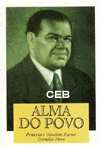 CEB
ALMA
DO POVO
Francisco Cândido Xavier
Cornélio Pires